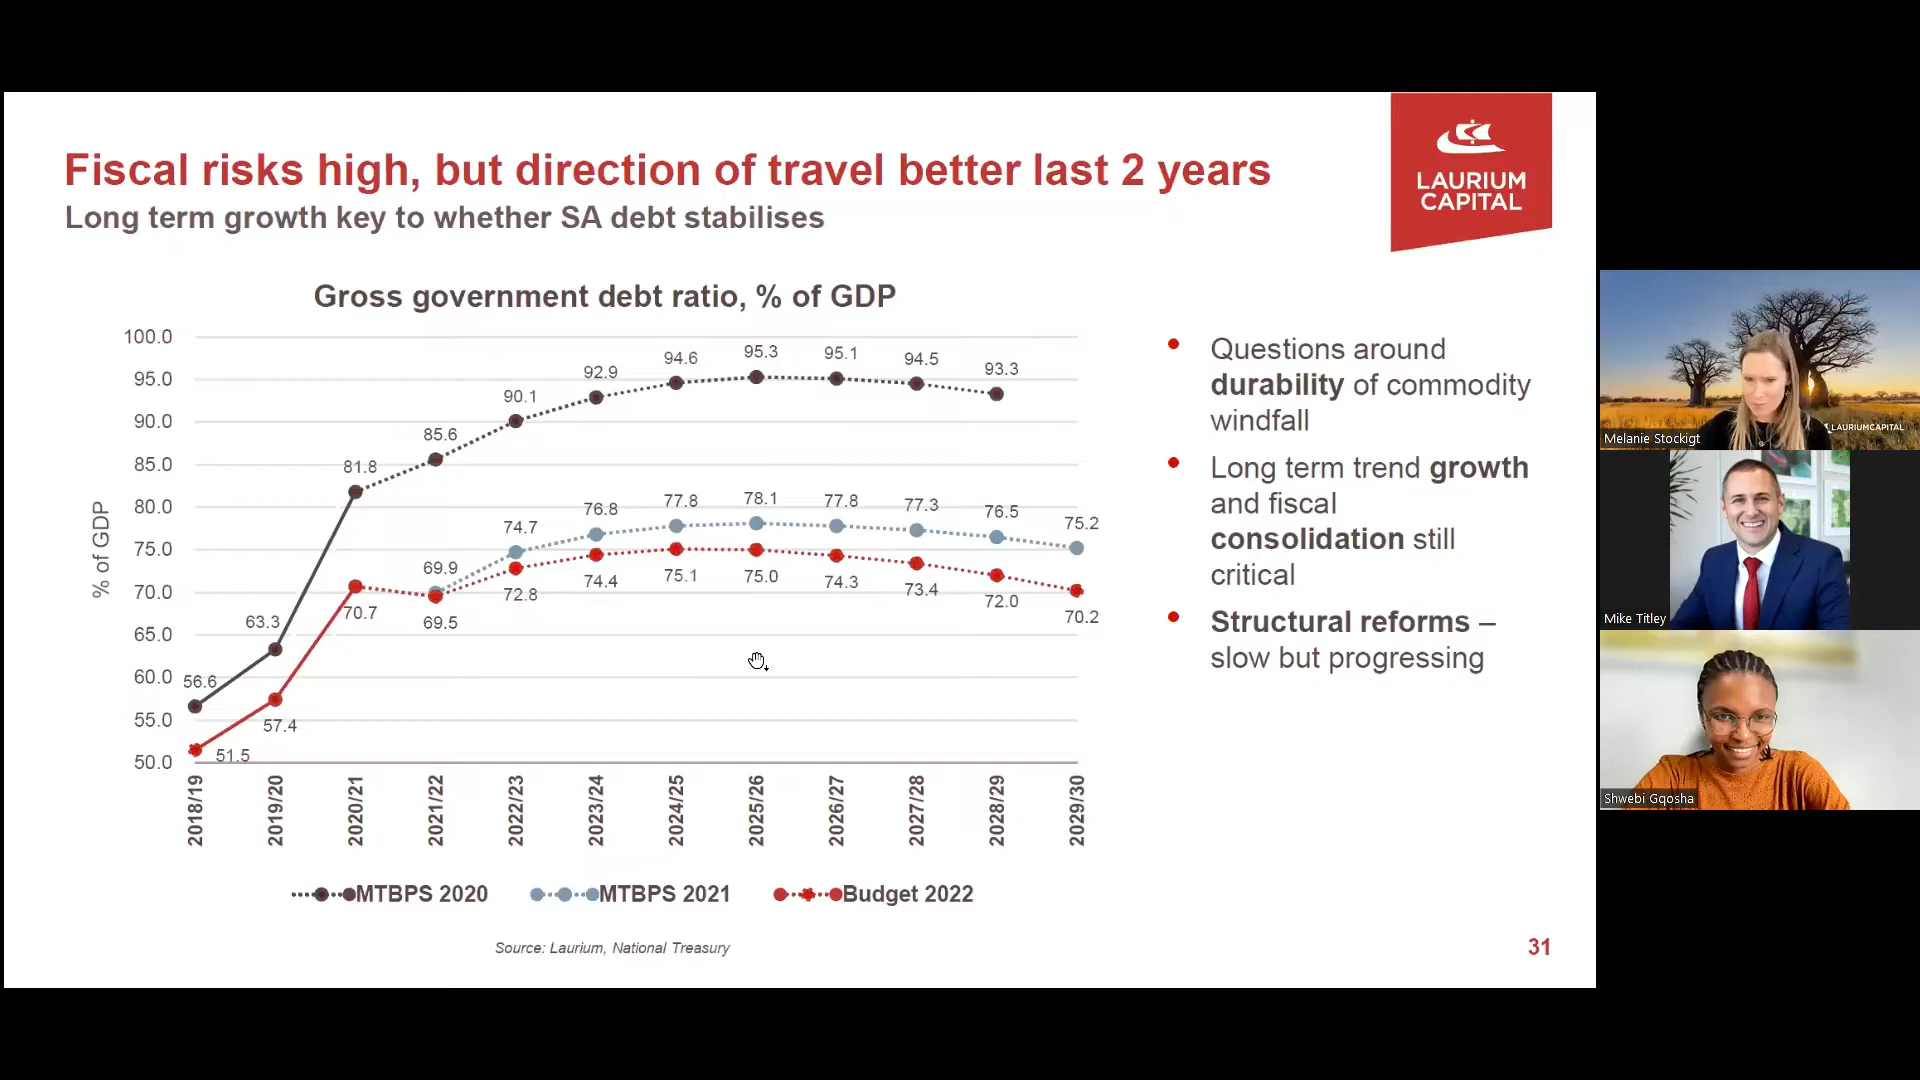 Fiscal risks high, but direction of travel better last 2 years
Long term growth key to whether SA debt stabilises
LAURIUM
CAPITAL
Gross government debt ratio, % of GDP
% of GDP
100.0
95.0
90.0
85.0
80.0
75.0
70.0
65.0
60.0
55.0
50.0
56.6
63.3
81.8
85.6
90.1
92.9
94.6
95.3
95.1
94.5
93.3
69.9
74.7
76.8
77.8
78.1
77.8
77.3
76.5
75.2
51.5
57.4
70.7
69.5
72.8
74.4
75.1
75.0
74.3
73.4
72.0
70.2
2018/19
2019/20
2020/21
2021/22
2022/23
2023/24
2024/25
2025/26
2026/27
2027/28
2028/29
2029/30
MTBPS 2020
MTBPS 2021
Budget 2022
Source: Laurium, National Treasury
• Questions around
durability of commodity
windfall
• Long term trend growth
and fiscal
consolidation still
critical
• Structural reforms –
slow but progressing
31
LAURIUMCAPITAL
Melanie Stockigt
Mike Titley
Shwebi Gqosha